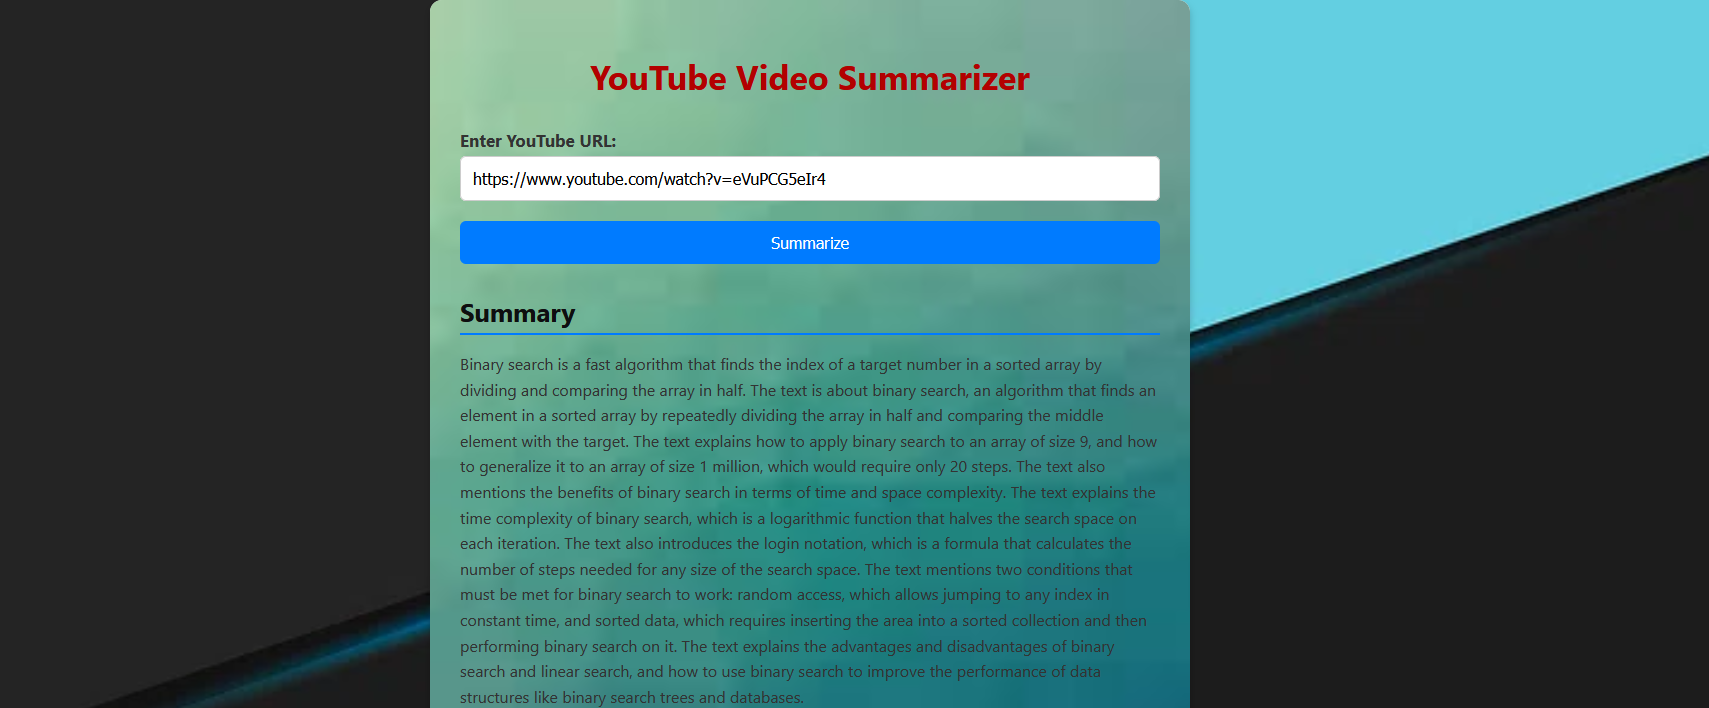 YouTube Video Summarizer
Enter YouTube URL:
https://www.youtube.com/watch?v=eVuPCG5eIr4
Summarize
Summary
Binary search is a fast algorithm that finds the index of a target number in a sorted array by
dividing and comparing the array in half. The text is about binary search, an algorithm that finds an
element in a sorted array by repeatedly dividing the array in half and comparing the middle
element with the target. The text explains how to apply binary search to an array of size 9, and how
to generalize it to an array of size 1 million, which would require only 20 steps. The text also
mentions the benefits of binary search in terms of time and space complexity. The text explains the
time complexity of binary search, which is a logarithmic function that halves the search space on
each iteration. The text also introduces the login notation, which is a formula that calculates the
number of steps needed for any size of the search space. The text mentions two conditions that
must be met for binary search to work: random access, which allows jumping to any index in
constant time, and sorted data, which requires inserting the area into a sorted collection and then
performing binary search on it. The text explains the advantages and disadvantages of binary
search and linear search, and how to use binary search to improve the performance of data
structures like binary search trees and databases.